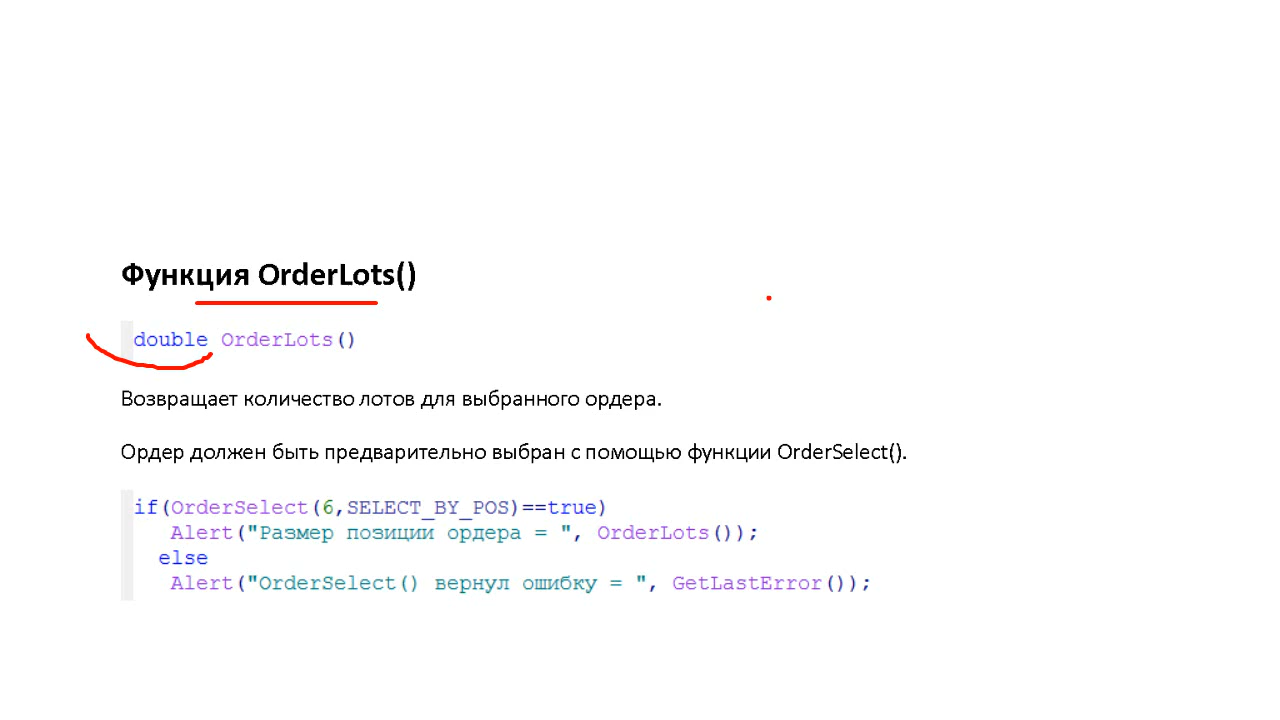 Функция OrderLots()
double OrderLots()
Возвращает количество лотов для выбранного ордера.
Ордер должен быть предварительно выбран с помощью функции OrderSelect().
if(OrderSelect(6,SELECT_BY_POS)==true)
Alert("Размер позиции ордера = ", OrderLots());
else
Alert("OrderSelect() вернул ошибку = ", GetLastError());